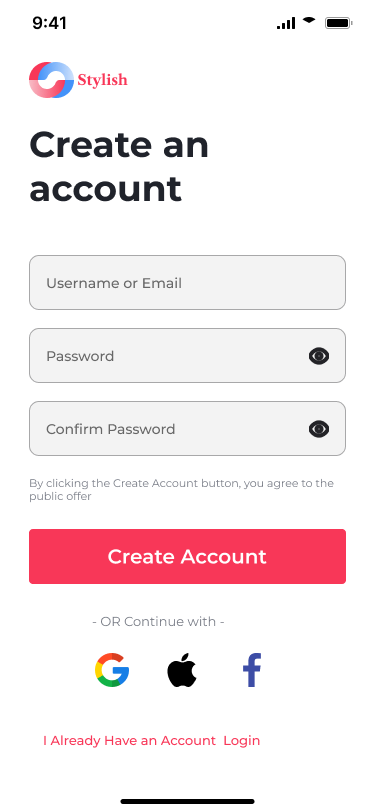 9:41
Stylish
Create an
account
Username or Email
Password
Confirm Password
By clicking the Create Account button, you agree to the
public offer
Create Account
- OR Continue with -
I Already Have an Account Login